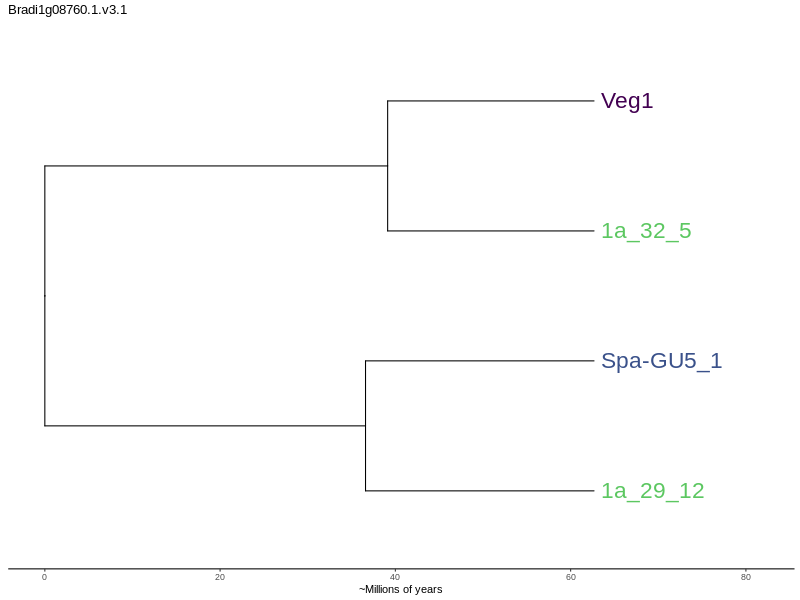 Bradi1g08760.1.v3.1
Veg1
1a_32_5
Spa-GU5_1
1a_29_12
0 20 40 60 80
~Millions of years